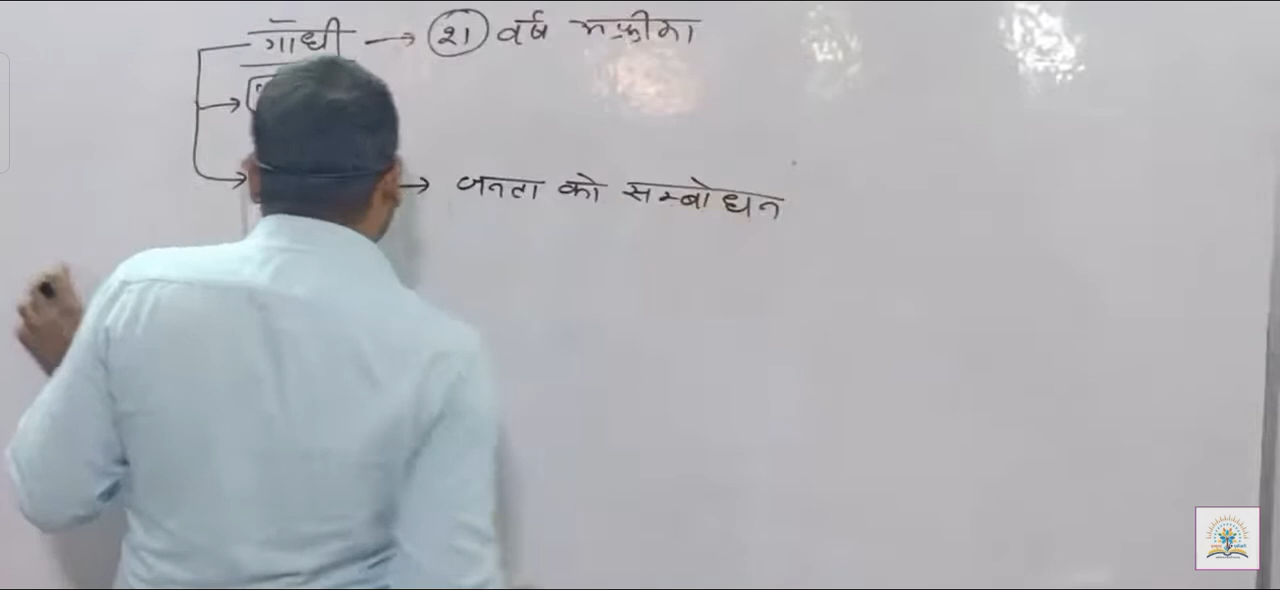 गाँधी → 21 वर्ष अफ्रीका
→ जनता को सम्बोधन